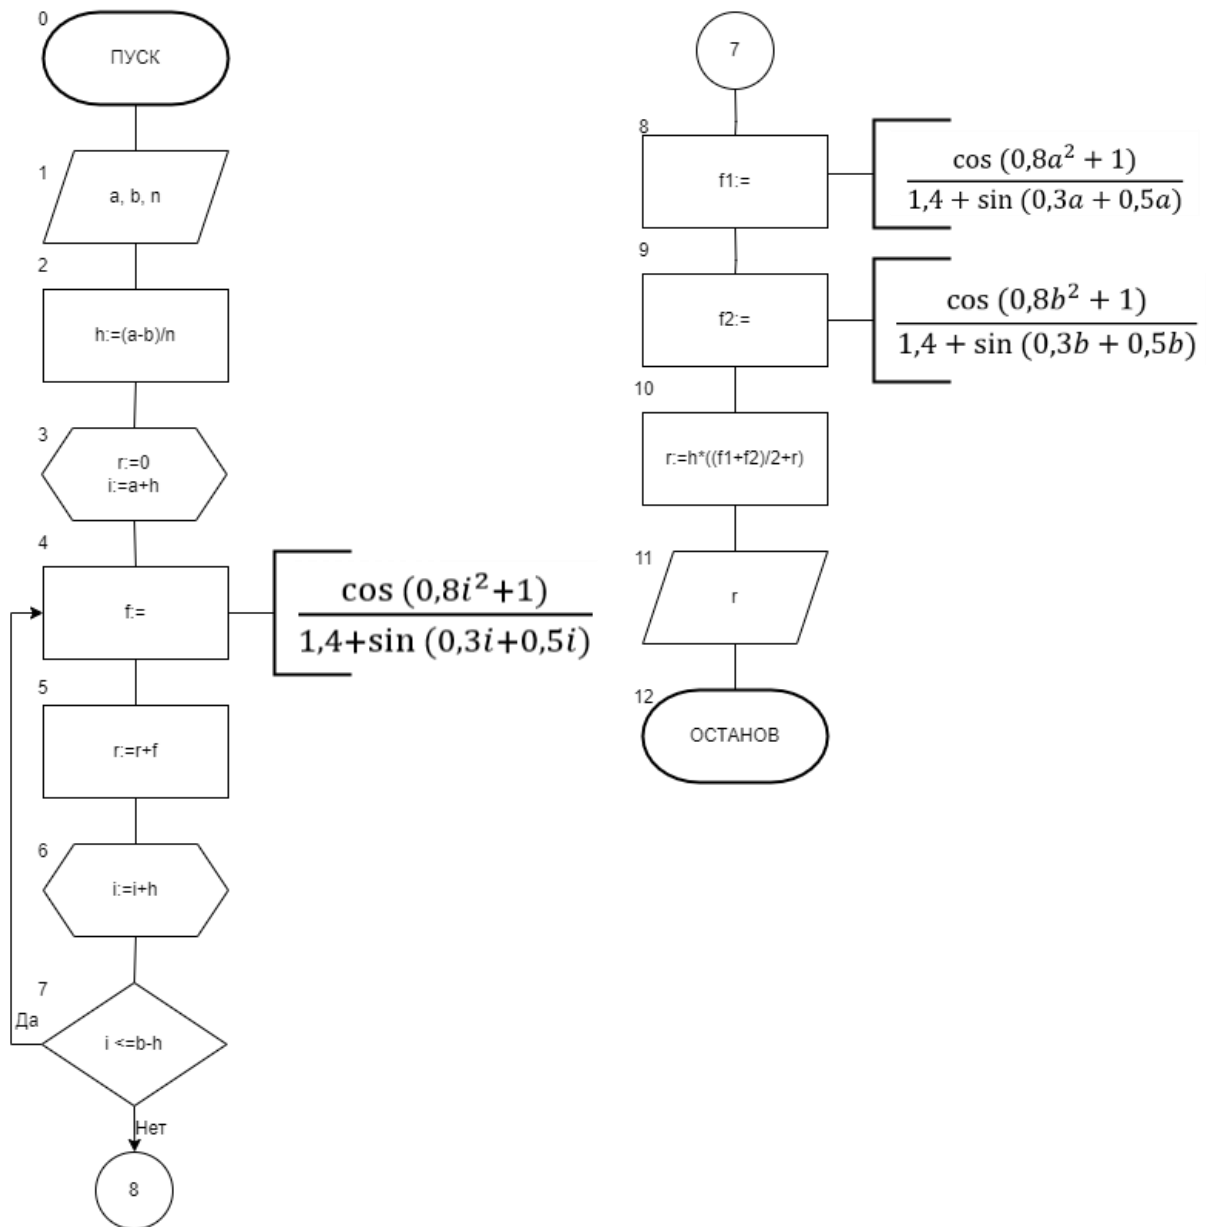 0
ПУСК
1
a, b, n
2
h:=(a-b)/n
3
r:=0
i:=a+h
4
f:=
cos (0,8i²+1)
1,4+sin (0,3i+0,5i)
5
r:=r+f
6
i:=i+h
7
Да
i <=b-h
Нет
8
7
8
f1:=
cos (0,8a² + 1)
1,4 + sin (0,3a + 0,5a)
9
f2:=
cos (0,8b² + 1)
1,4 + sin (0,3b + 0,5b)
10
r:=h*((f1+f2)/2+r)
11
r
12
ОСТАНОВ